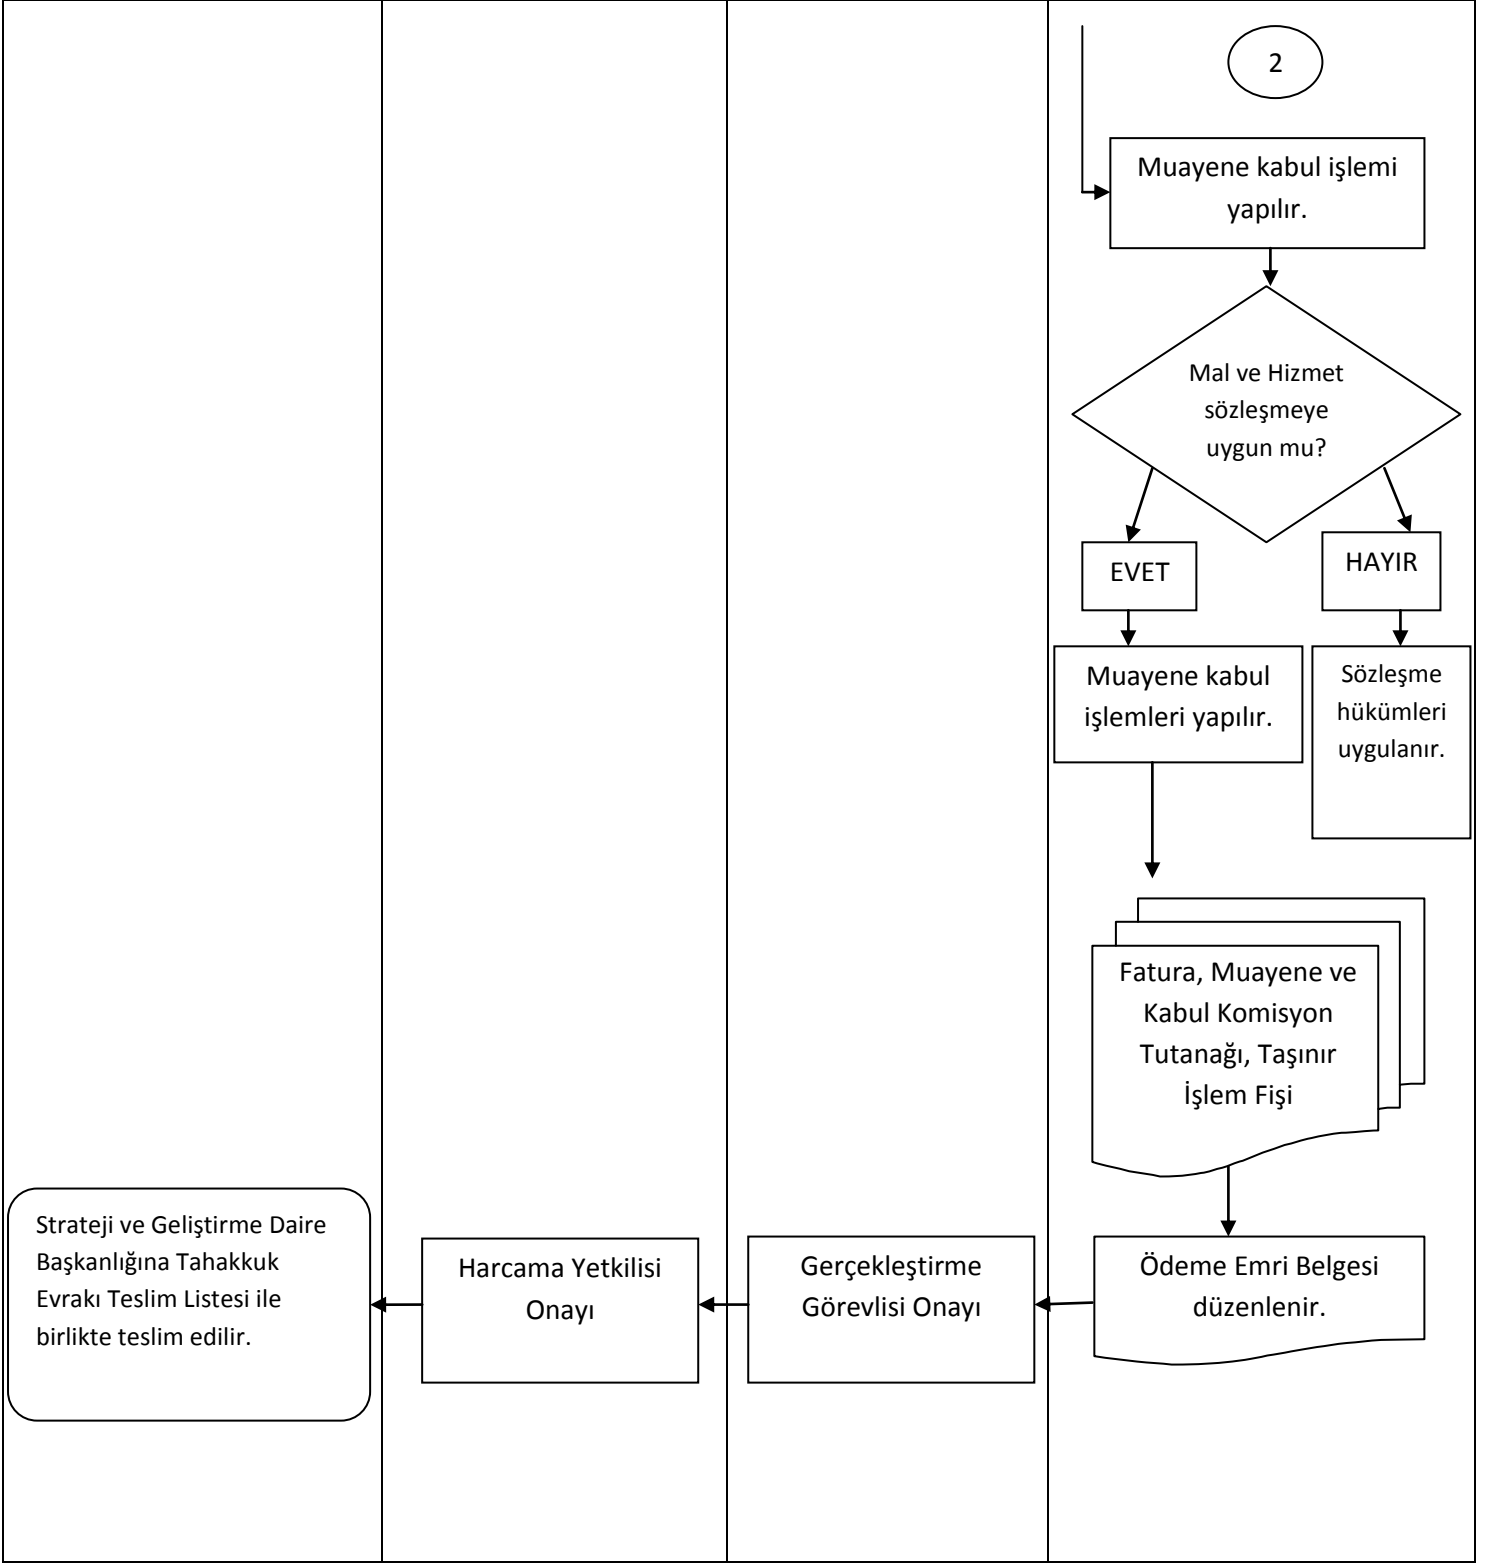 2
Muayene kabul işlemi
yapılır.
Mal ve Hizmet
sözleşmeye
uygun mu?
EVET
HAYIR
Muayene kabul
işlemleri yapılır.
Sözleşme
hükümleri
uygulanır.
Fatura, Muayene ve
Kabul Komisyon
Tutanağı, Taşınır
İşlem Fişi
Ödeme Emri Belgesi
düzenlenir.
Gerçekleştirme
Görevlisi Onayı
Harcama Yetkilisi
Onayı
Strateji ve Geliştirme Daire
Başkanlığına Tahakkuk
Evrakı Teslim Listesi ile
birlikte teslim edilir.